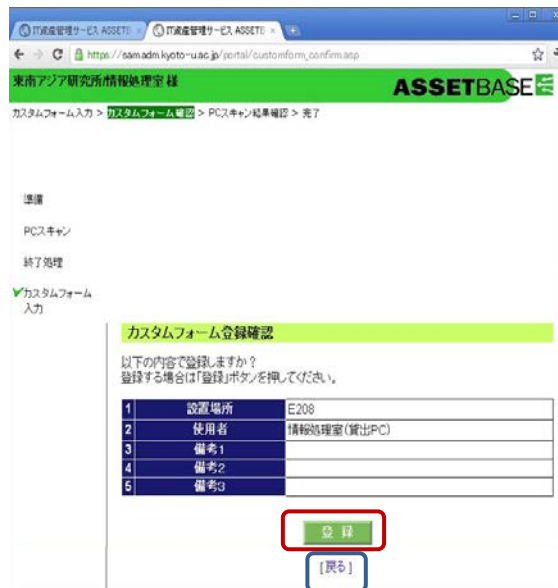 IT資産管理サービス ASSETB
IT資産管理サービス ASSETB
https://sam.adm.kyoto-u.ac.jp/portal/customform_confirm.asp
東南アジア研究所/情報処理室 様
ASSETBASE
カスタムフォーム入力 > カスタムフォーム確認 > PCスキャン結果確認 > 完了
準備
PCスキャン
終了処理
カスタムフォーム
入力
カスタムフォーム登録確認
以下の内容で登録しますか?
登録する場合は「登録」ボタンを押してください。
1 設置場所 E208
2 使用者 情報処理室(貸出PC)
3 備考1
4 備考2
5 備考3
登 録
[戻る]